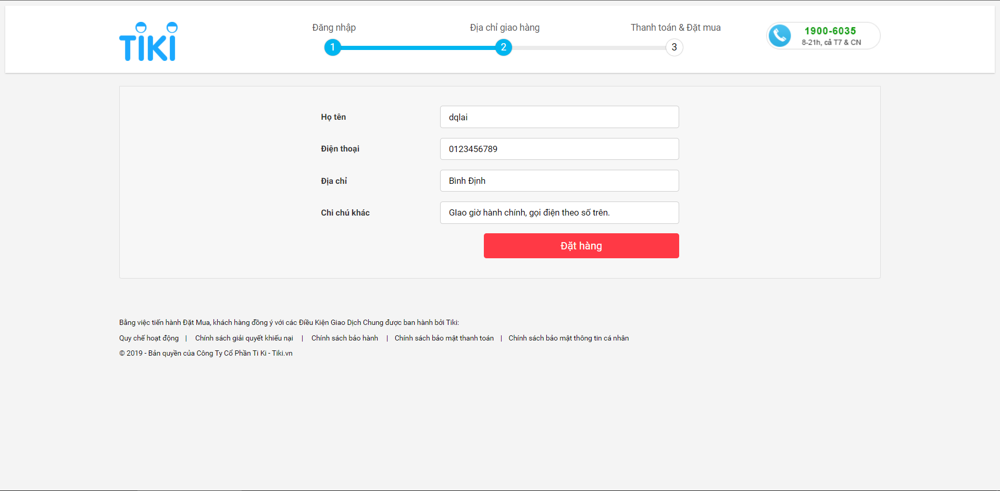 TIKI
Đăng nhập
Địa chỉ giao hàng
Thanh toán & Đặt mua
1 2 3
1900-6035
8-21h, cả T7 & CN
Họ tên dqlai
Điện thoại 0123456789
Địa chỉ Bình Định
Chi chú khác GIao giờ hành chính, gọi điện theo số trên.
Đặt hàng
Bằng việc tiến hành Đặt Mua, khách hàng đồng ý với các Điều Kiện Giao Dịch Chung được ban hành bởi Tiki:
Quy chế hoạt động | Chính sách giải quyết khiếu nại | Chính sách bảo hành | Chính sách bảo mật thanh toán | Chính sách bảo mật thông tin cá nhân
© 2019 - Bản quyền của Công Ty Cổ Phần Ti Ki - Tiki.vn